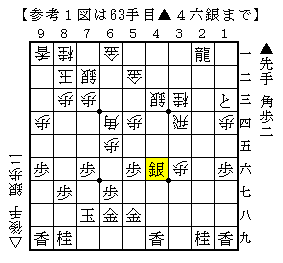 【参考１図は63手目▲４六銀まで】
９ ８ ７ ６ ５ ４ ３ ２ １
香 桂 金 龍 一
玉 銀 金 二
歩 歩 銀 桂 と 三
歩 角 歩 飛 歩 四
歩 五
歩 歩 歩 銀 歩 歩 六
歩 歩 七
玉 金 金 八
香 桂 香 桂 香 九
▲先手 角歩二
△後手 銀歩二